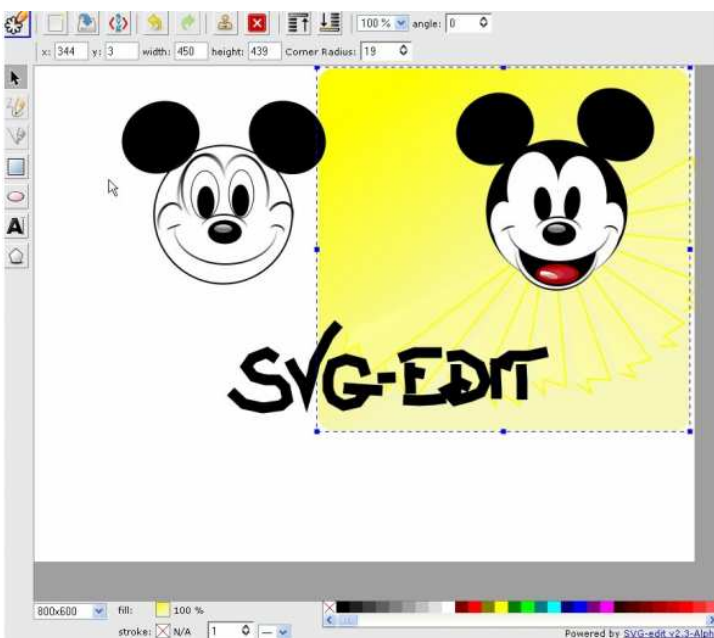 100 % angle: 0
x: 344 y: 3 width: 450 height: 439 Corner Radius: 19
A
SVG-EDIT
800x600 fill: 100 %
stroke: N/A 1
Powered by SVG-edit v2.3-Alph